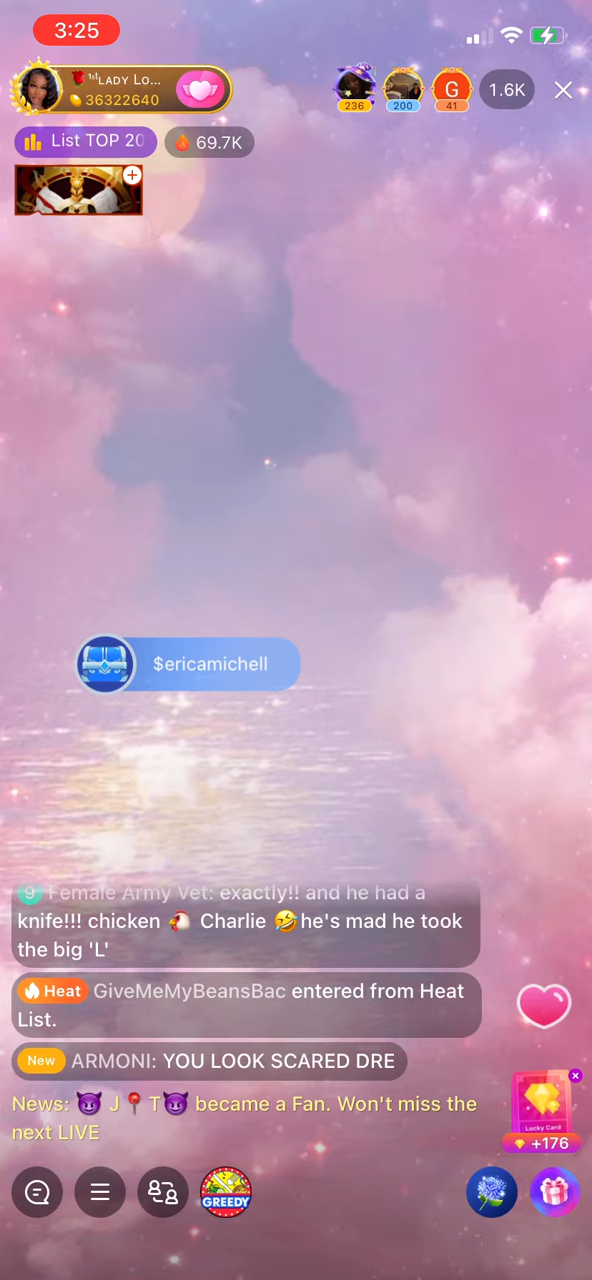 3:25
🌹¹ˢᵗLADY Lo...
36322640
236
200
G
41
1.6K
List TOP 20
69.7K
$ericamichell
9 Female Army Vet: exactly!! and he had a
knife!!! chicken 🐔 Charlie 🤣he's mad he took
the big 'L'
Heat GiveMeMyBeansBac entered from Heat
List.
New ARMONI: YOU LOOK SCARED DRE
News: 😈 J📍T😈 became a Fan. Won't miss the
next LIVE
Lucky Card
+176
GREEDY